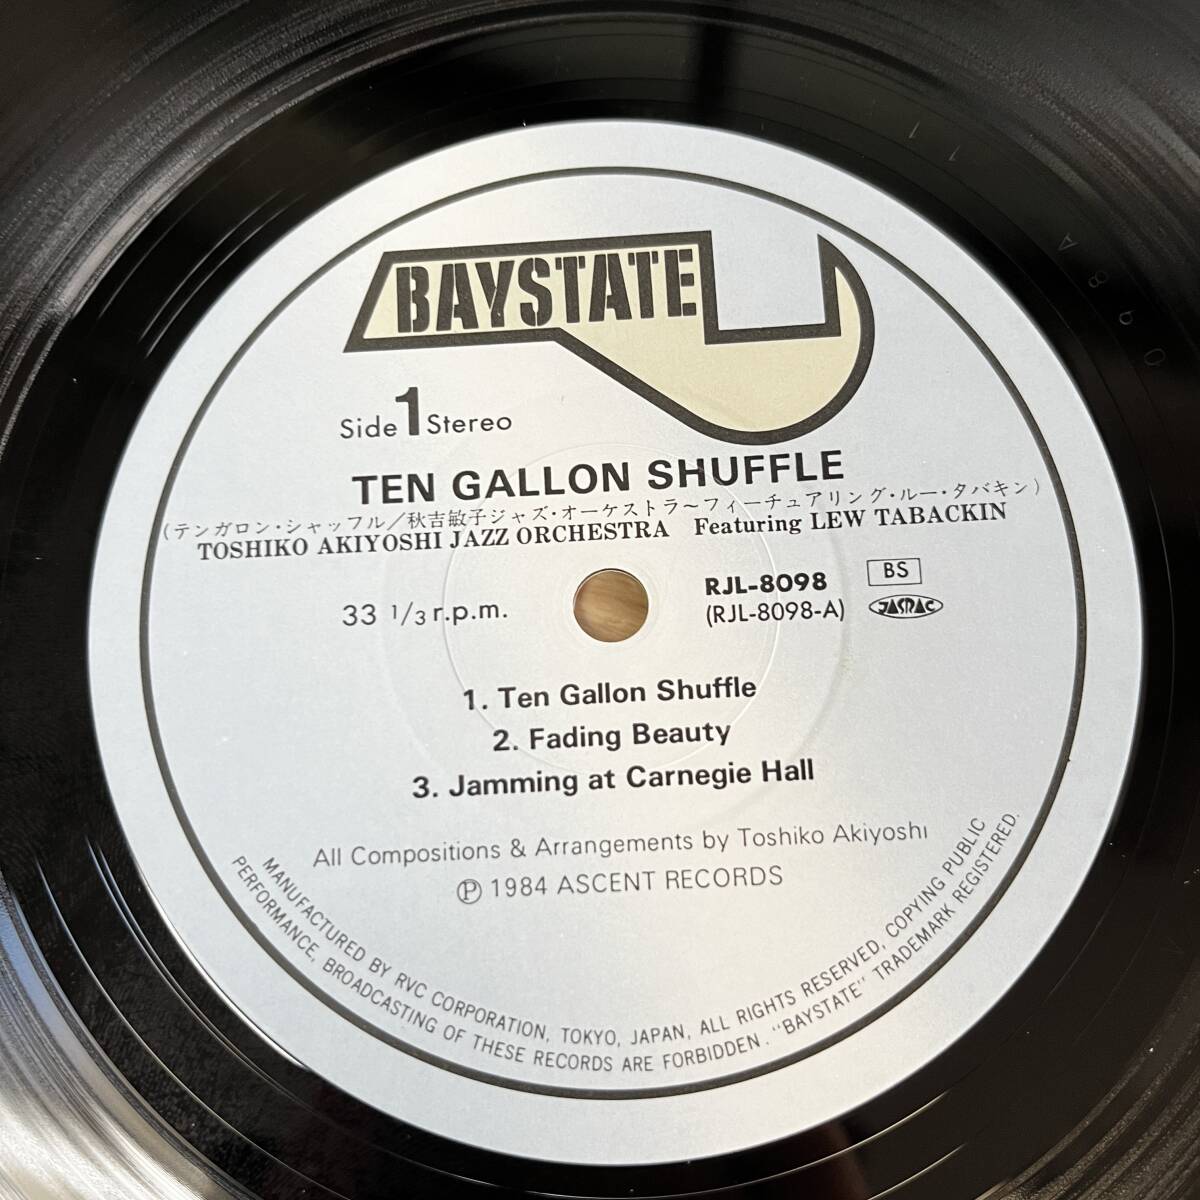 BAYSTATE
Side 1 Stereo
TEN GALLON SHUFFLE
(テンガロン・シャッフル／秋吉敏子ジャズ・オーケストラ〜フィーチュアリング・ルー・タバキン)
TOSHIKO AKIYOSHI JAZZ ORCHESTRA Featuring LEW TABACKIN
33 1/3 r.p.m.
RJL-8098
BS
(RJL-8098-A)
JASRAC
1. Ten Gallon Shuffle
2. Fading Beauty
3. Jamming at Carnegie Hall
All Compositions & Arrangements by Toshiko Akiyoshi
Ⓟ 1984 ASCENT RECORDS
MANUFACTURED BY RVC CORPORATION, TOKYO, JAPAN, ALL RIGHTS RESERVED, COPYING PUBLIC
PERFORMANCE, BROADCASTING OF THESE RECORDS ARE FORBIDDEN. "BAYSTATE" TRADEMARK REGISTERED.